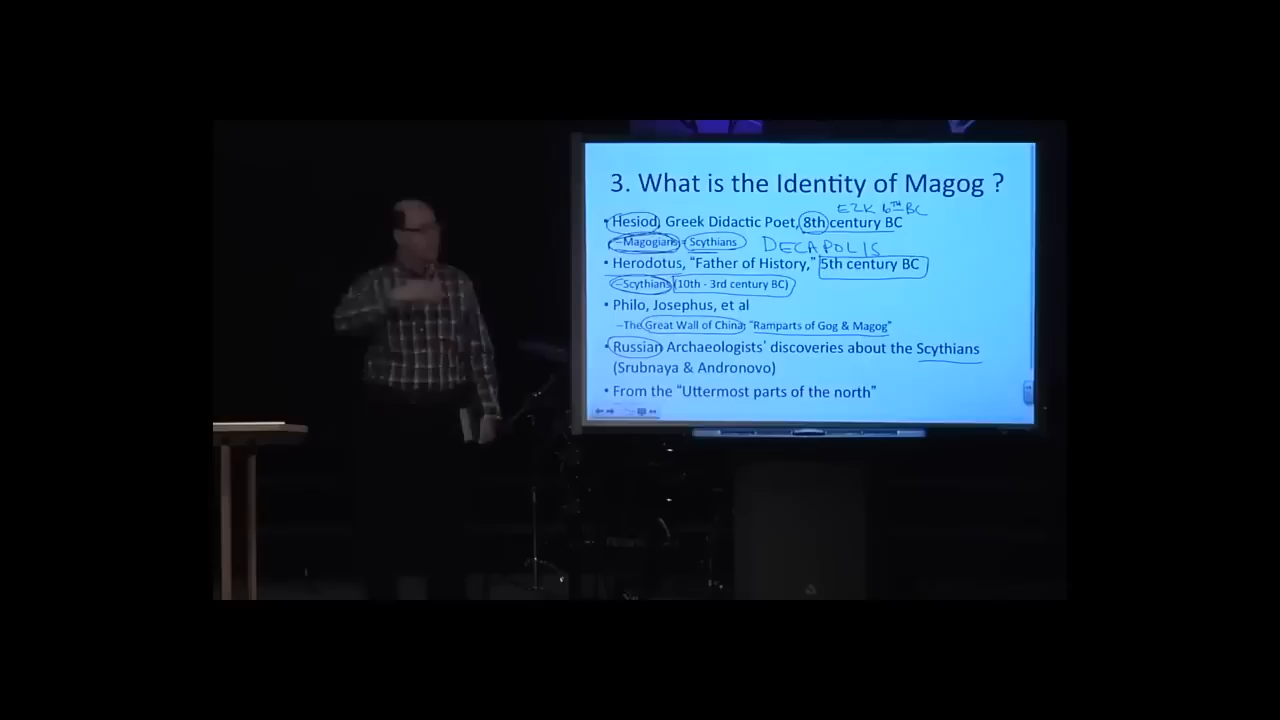 3. What is the Identity of Magog ?
EZK 6TH BC
• Hesiod, Greek Didactic Poet, 8th century BC
–Magogians = Scythians DECAPOLIS
• Herodotus, “Father of History,” 5th century BC
–Scythians (10th - 3rd century BC)
• Philo, Josephus, et al
–The Great Wall of China: “Ramparts of Gog & Magog”
• Russian Archaeologists’ discoveries about the Scythians
(Srubnaya & Andronovo)
• From the “Uttermost parts of the north”